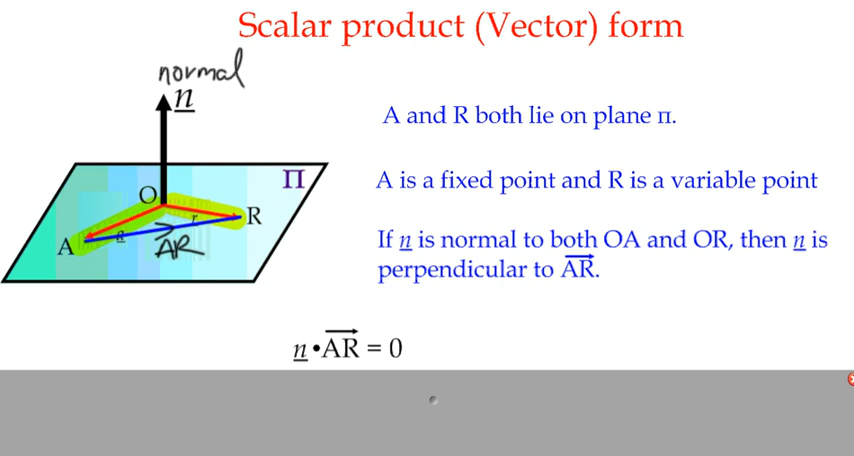 Scalar product (Vector) form
normal
n
A and R both lie on plane π.
Π
A is a fixed point and R is a variable point
O
R
r
A
a
AR
If n is normal to both OA and OR, then n is
perpendicular to AR.
n • AR = 0